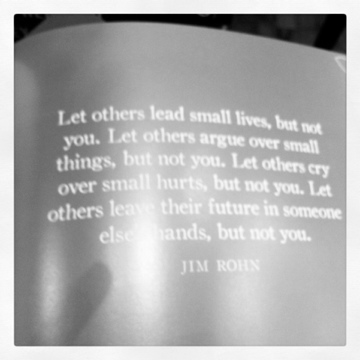 Let others lead small lives, but not
you. Let others argue over small
things, but not you. Let others cry
over small hurts, but not you. Let
others leave their future in someone
else hands, but not you.
JIM ROHN